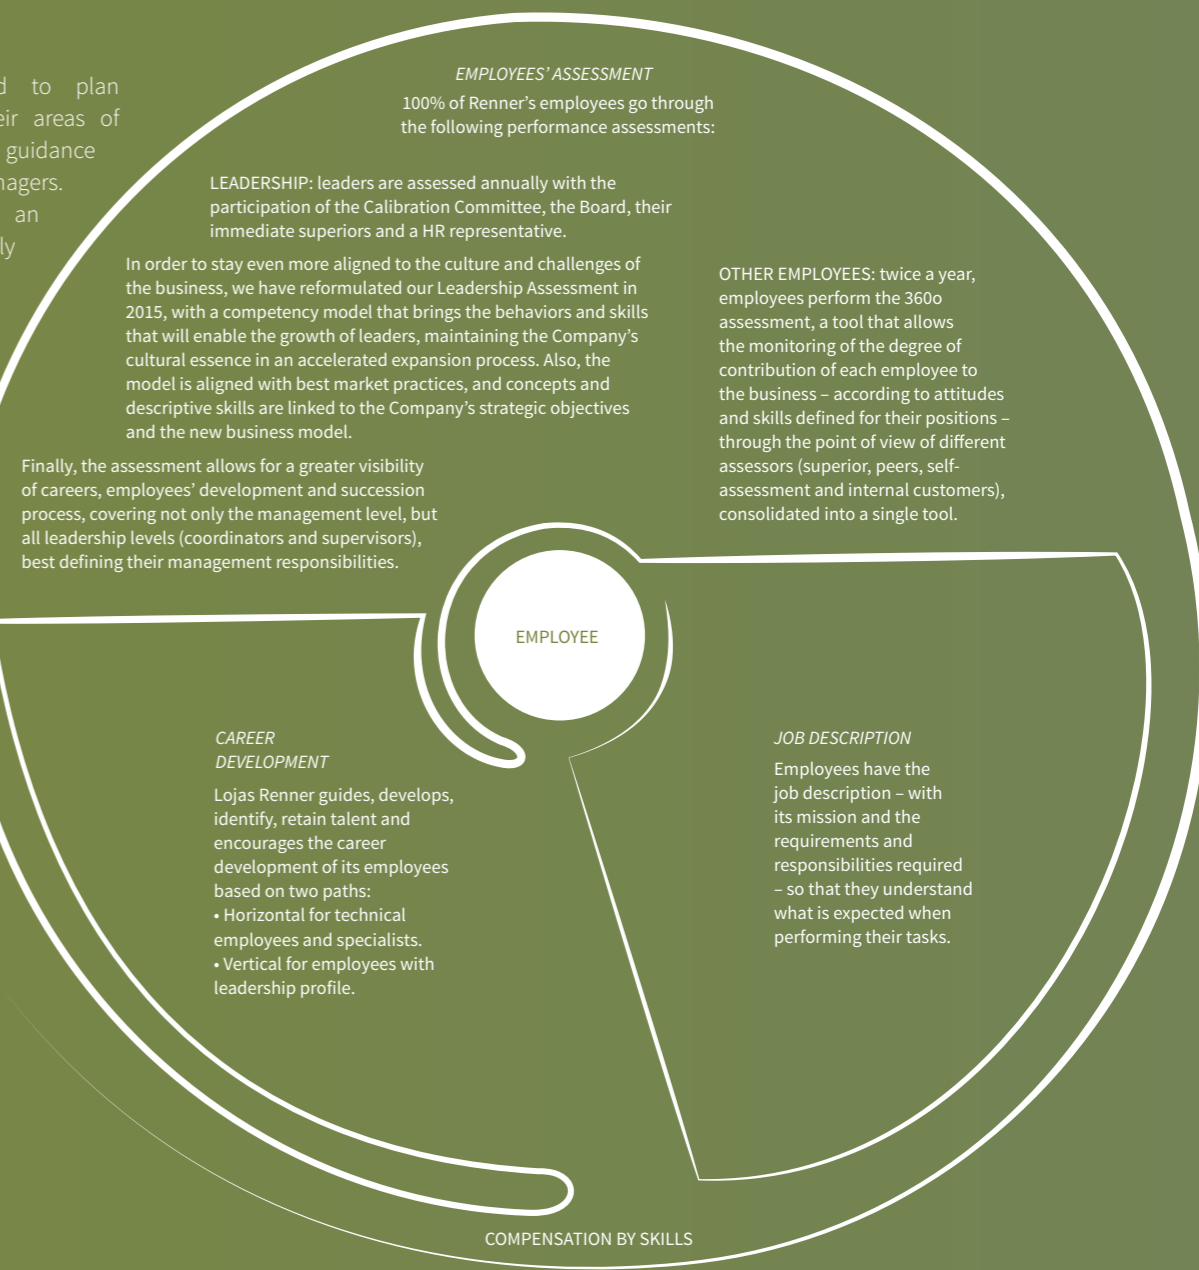 d to plan
eir areas of
guidance
nagers.
an
ly
EMPLOYEES' ASSESSMENT
100% of Renner's employees go through
the following performance assessments:
LEADERSHIP: leaders are assessed annually with the
participation of the Calibration Committee, the Board, their
immediate superiors and a HR representative.
In order to stay even more aligned to the culture and challenges of
the business, we have reformulated our Leadership Assessment in
2015, with a competency model that brings the behaviors and skills
that will enable the growth of leaders, maintaining the Company's
cultural essence in an accelerated expansion process. Also, the
model is aligned with best market practices, and concepts and
descriptive skills are linked to the Company's strategic objectives
and the new business model.
Finally, the assessment allows for a greater visibility
of careers, employees' development and succession
process, covering not only the management level, but
all leadership levels (coordinators and supervisors),
best defining their management responsibilities.
OTHER EMPLOYEES: twice a year,
employees perform the 360o
assessment, a tool that allows
the monitoring of the degree of
contribution of each employee to
the business – according to attitudes
and skills defined for their positions –
through the point of view of different
assessors (superior, peers, self-
assessment and internal customers),
consolidated into a single tool.
EMPLOYEE
CAREER
DEVELOPMENT
Lojas Renner guides, develops,
identify, retain talent and
encourages the career
development of its employees
based on two paths:
• Horizontal for technical
employees and specialists.
• Vertical for employees with
leadership profile.
JOB DESCRIPTION
Employees have the
job description – with
its mission and the
requirements and
responsibilities required
– so that they understand
what is expected when
performing their tasks.
COMPENSATION BY SKILLS